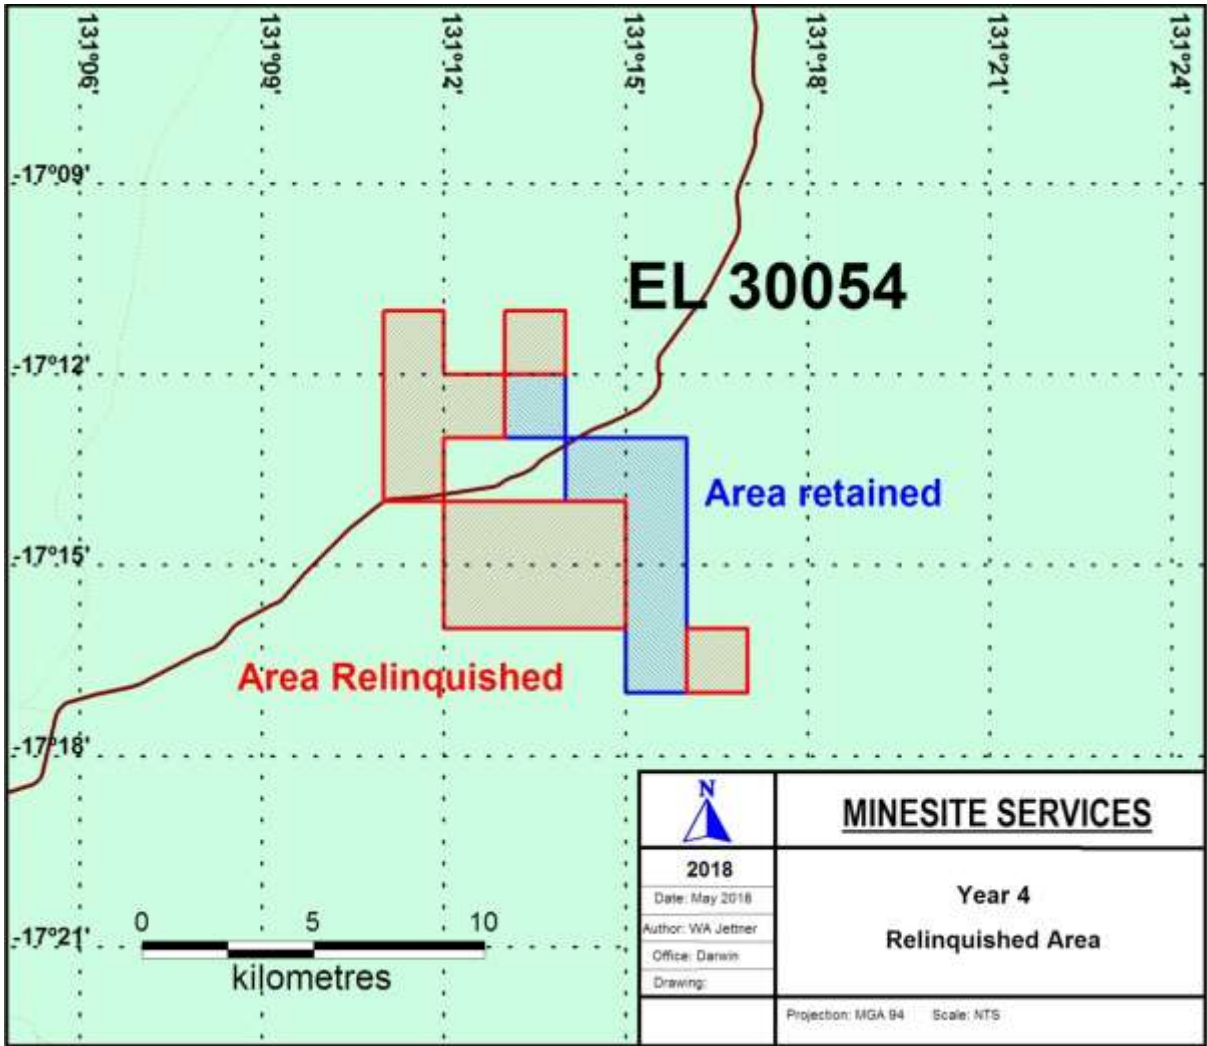 131°06'
131°09'
131°12'
131°15'
131°18'
131°21'
131°24'
-17°09'
EL 30054
-17°12'
Area retained
-17°15'
Area Relinquished
-17°18'
N
MINESITE SERVICES
2018
Date: May 2018
Year 4
Author: WA Jettner
Relinquished Area
Office: Darwin
Drawing:
Projection: MGA 94 Scale: NTS
-17°21'
0 5 10
kilometres